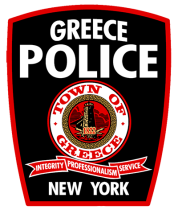 GREECE
POLICE
TOWN OF
GREECE
INTEGRITY PROFESSIONALISM SERVICE
NEW YORK